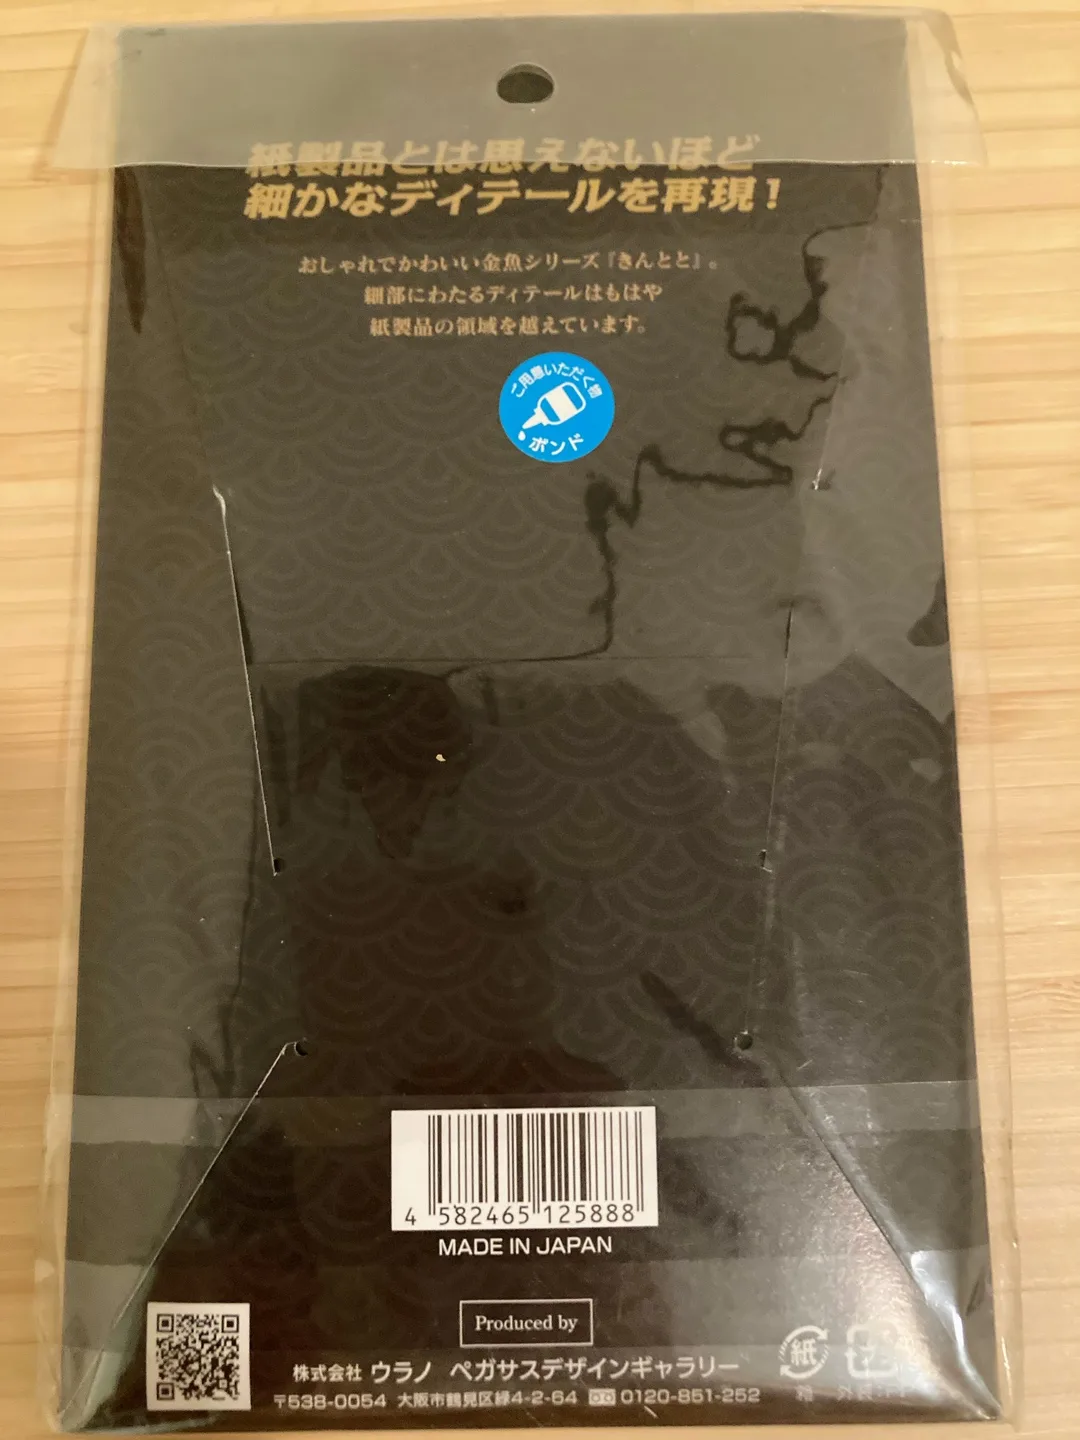 紙製品とは思えないほど
細かなディテールを再現!
おしゃれでかわいい金魚シリーズ『きんとと』。
細部にわたるディテールはもはや
紙製品の領域を越えています。
ご用意いただく物
ボンド
4 582465 125888
MADE IN JAPAN
Produced by
株式会社 ウラノ ペガサスデザインギャラリー
〒538-0054 大阪市鶴見区緑4-2-64 0120-851-252
紙
箱 外装:PP